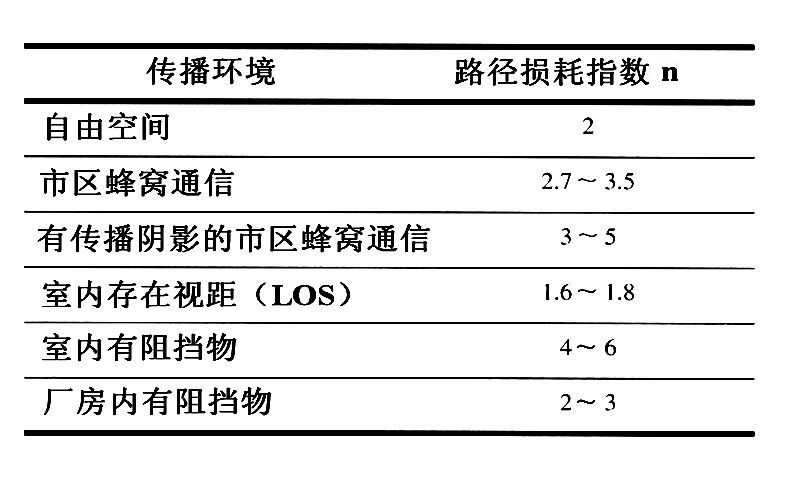 传播环境 路径损耗指数 n
自由空间 2
市区蜂窝通信 2.7～3.5
有传播阴影的市区蜂窝通信 3～5
室内存在视距（LOS） 1.6～1.8
室内有阻挡物 4～6
厂房内有阻挡物 2～3